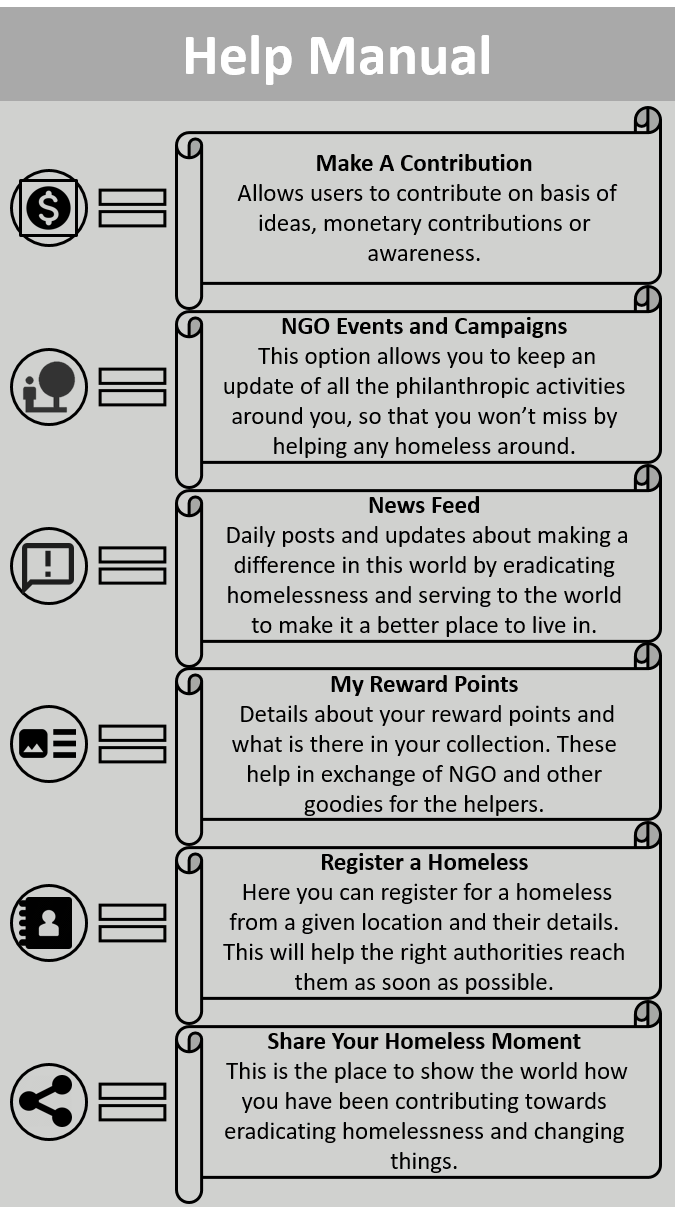 Help Manual
Make A Contribution
Allows users to contribute on basis of
ideas, monetary contributions or
awareness.
NGO Events and Campaigns
This option allows you to keep an
update of all the philanthropic activities
around you, so that you won’t miss by
helping any homeless around.
News Feed
Daily posts and updates about making a
difference in this world by eradicating
homelessness and serving to the world
to make it a better place to live in.
My Reward Points
Details about your reward points and
what is there in your collection. These
help in exchange of NGO and other
goodies for the helpers.
Register a Homeless
Here you can register for a homeless
from a given location and their details.
This will help the right authorities reach
them as soon as possible.
Share Your Homeless Moment
This is the place to show the world how
you have been contributing towards
eradicating homelessness and changing
things.